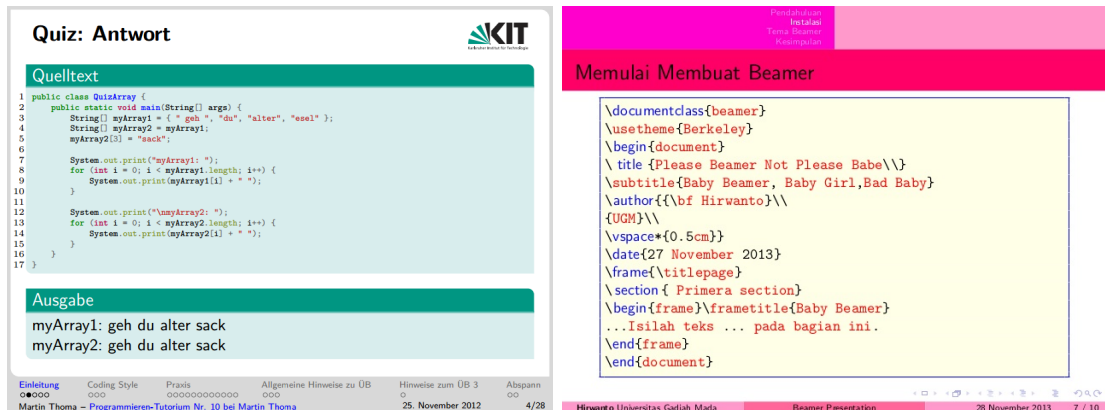 Quiz: Antwort
KIT
Karlsruher Institut für Technologie
Quelltext
1 public class QuizArray {
2 public static void main(String[] args) {
3 String[] myArray1 = { " geh ", "du", "alter", "esel" };
4 String[] myArray2 = myArray1;
5 myArray2[3] = "sack";
6
7 System.out.print("myArray1: ");
8 for (int i = 0; i < myArray1.length; i++) {
9 System.out.print(myArray1[i] + " ");
10 }
11
12 System.out.print("\nmyArray2: ");
13 for (int i = 0; i < myArray2.length; i++) {
14 System.out.print(myArray2[i] + " ");
15 }
16 }
17 }
Ausgabe
myArray1: geh du alter sack
myArray2: geh du alter sack
Einleitung Coding Style Praxis Allgemeine Hinweise zu ÜB Hinweise zum ÜB 3 Abspann
Martin Thoma – Programmieren-Tutorium Nr. 10 bei Martin Thoma 25. November 2012 4/28
Pendahuluan
Instalasi
Tema Beamer
Kesimpulan
Memulai Membuat Beamer
\documentclass{beamer}
\usetheme{Berkeley}
\begin{document}
\ title {Please Beamer Not Please Babe\\}
\subtitle{Baby Beamer, Baby Girl,Bad Baby}
\author{{\bf Hirwanto}\\
{UGM}\\
\vspace*{0.5cm}}
\date{27 November 2013}
\frame{\titlepage}
\ section { Primera section}
\begin{frame}\frametitle{Baby Beamer}
...Isilah teks ... pada bagian ini.
\end{frame}
\end{document}
Hirwanto Universitas Gadjah Mada Beamer Presentation 28 November 2013 7 / 10